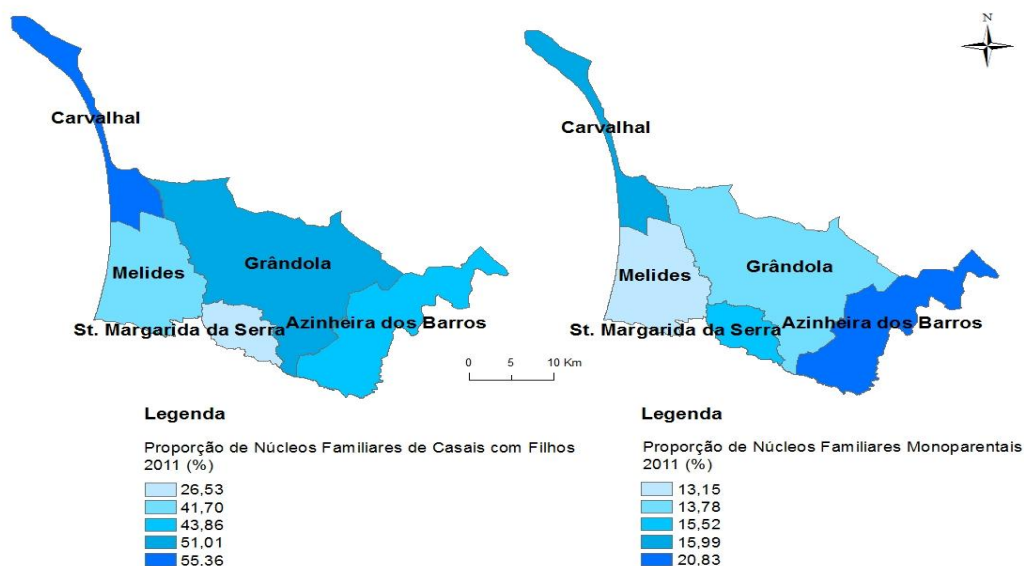 N
Carvalhal
Melides
Grândola
St. Margarida da Serra
Azinheira dos Barros
0 5 10 Km
Legenda
Proporção de Núcleos Familiares de Casais com Filhos
2011 (%)
26,53
41,70
43,86
51,01
55,36
Carvalhal
Melides
Grândola
St. Margarida da Serra
Azinheira dos Barros
Legenda
Proporção de Núcleos Familiares Monoparentais
2011 (%)
13,15
13,78
15,52
15,99
20,83